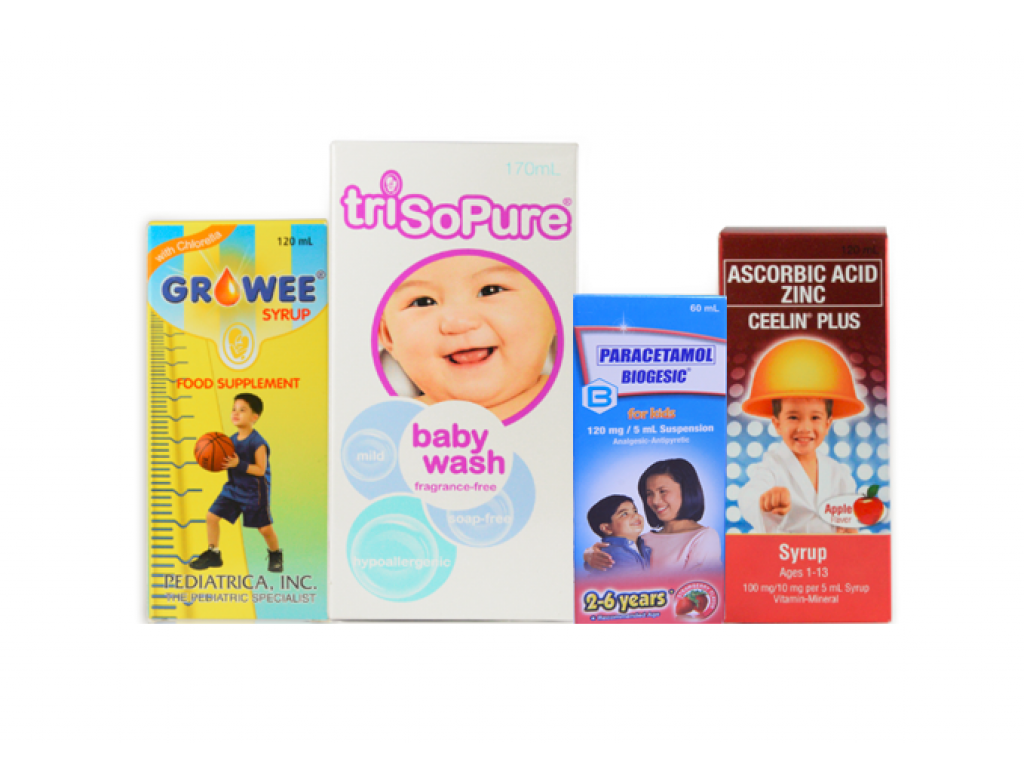 with Chlorella
120 mL
GROWEE®
SYRUP
FOOD SUPPLEMENT
PEDIATRICA, INC.
THE PEDIATRIC SPECIALIST
170mL
triSoPure®
baby
wash
fragrance-free
mild
soap-free
hypoallergenic
60 mL
PARACETAMOL
BIOGESIC®
B
for kids
120 mg / 5 mL Suspension
Analgesic-Antipyretic
2-6 years*
120 mL
ASCORBIC ACID
ZINC
CEELIN® PLUS
Apple
Flavor
Syrup
Ages 1-13
100 mg/10 mg per 5 mL Syrup
Vitamin-Mineral